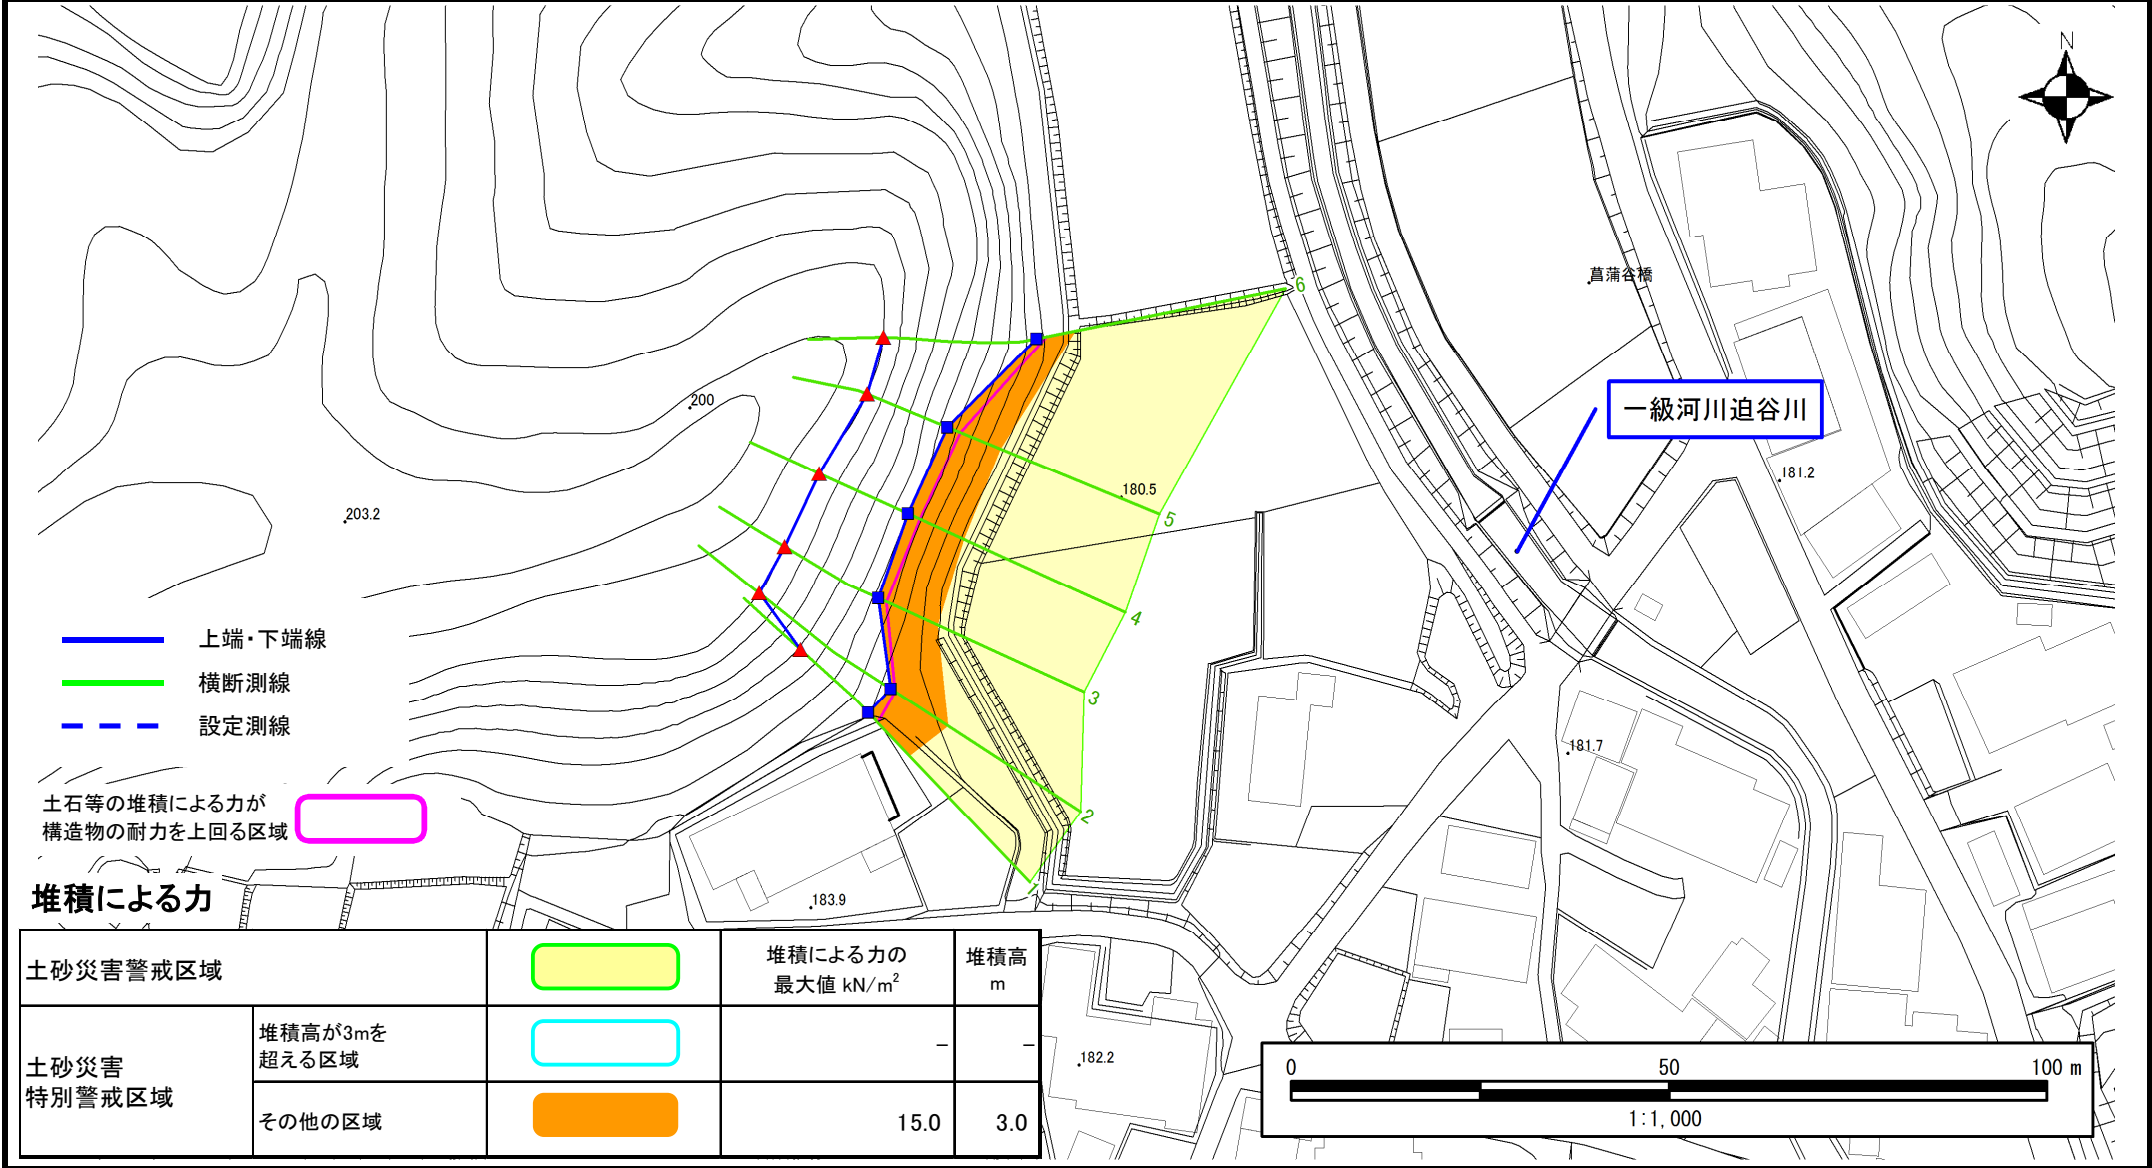 N
菖蒲谷橋
6
200
一級河川迫谷川
181.2
180.5
203.2
5
4
上端・下端線
横断測線
設定測線
3
181.7
土石等の堆積による力が
構造物の耐力を上回る区域
2
1
183.9
堆積による力
土砂災害警戒区域
堆積による力の
最大値 kN/m²
堆積高
m
土砂災害
特別警戒区域
堆積高が3mを
超える区域
－
－
その他の区域
15.0
3.0
182.2
0 50 100 m
1:1,000